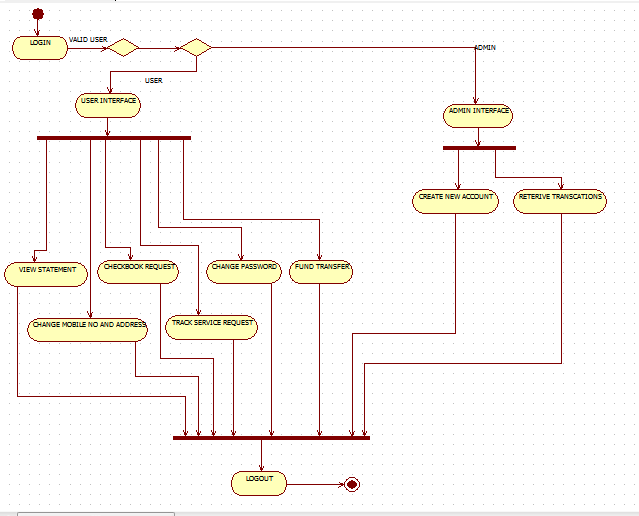 LOGIN
VALID USER
ADMIN
USER
USER INTERFACE
ADMIN INTERFACE
CREATE NEW ACCOUNT
RETERIVE TRANSCATIONS
VIEW STATEMENT
CHECKBOOK REQUEST
CHANGE PASSWORD
FUND TRANSFER
CHANGE MOBILE NO AND ADDRESS
TRACK SERVICE REQUEST
LOGOUT